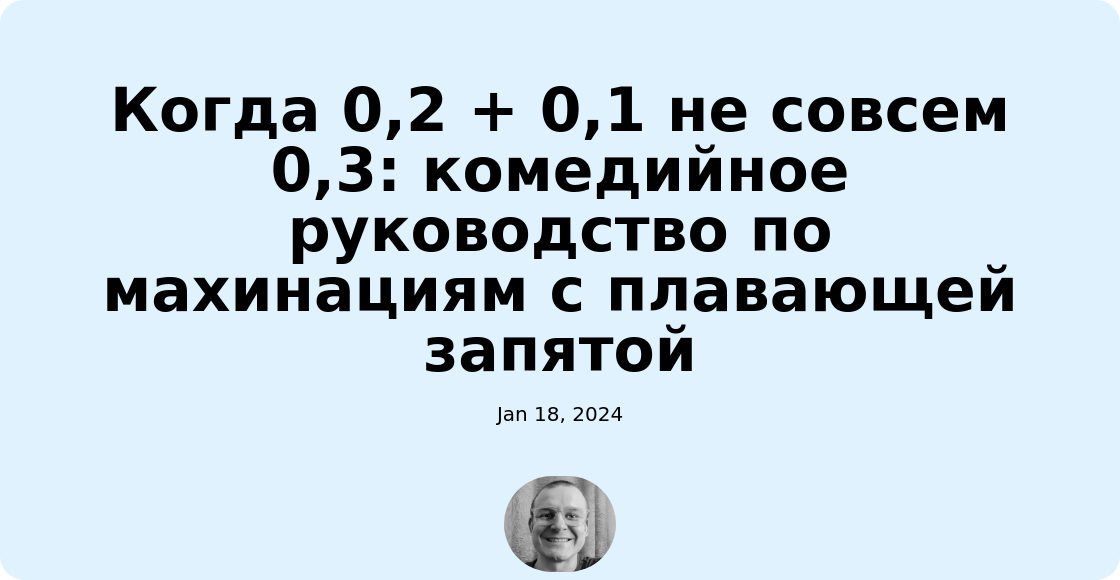 Когда 0,2 + 0,1 не совсем
0,3: комедийное
руководство по
махинациям с плавающей
запятой
Jan 18, 2024